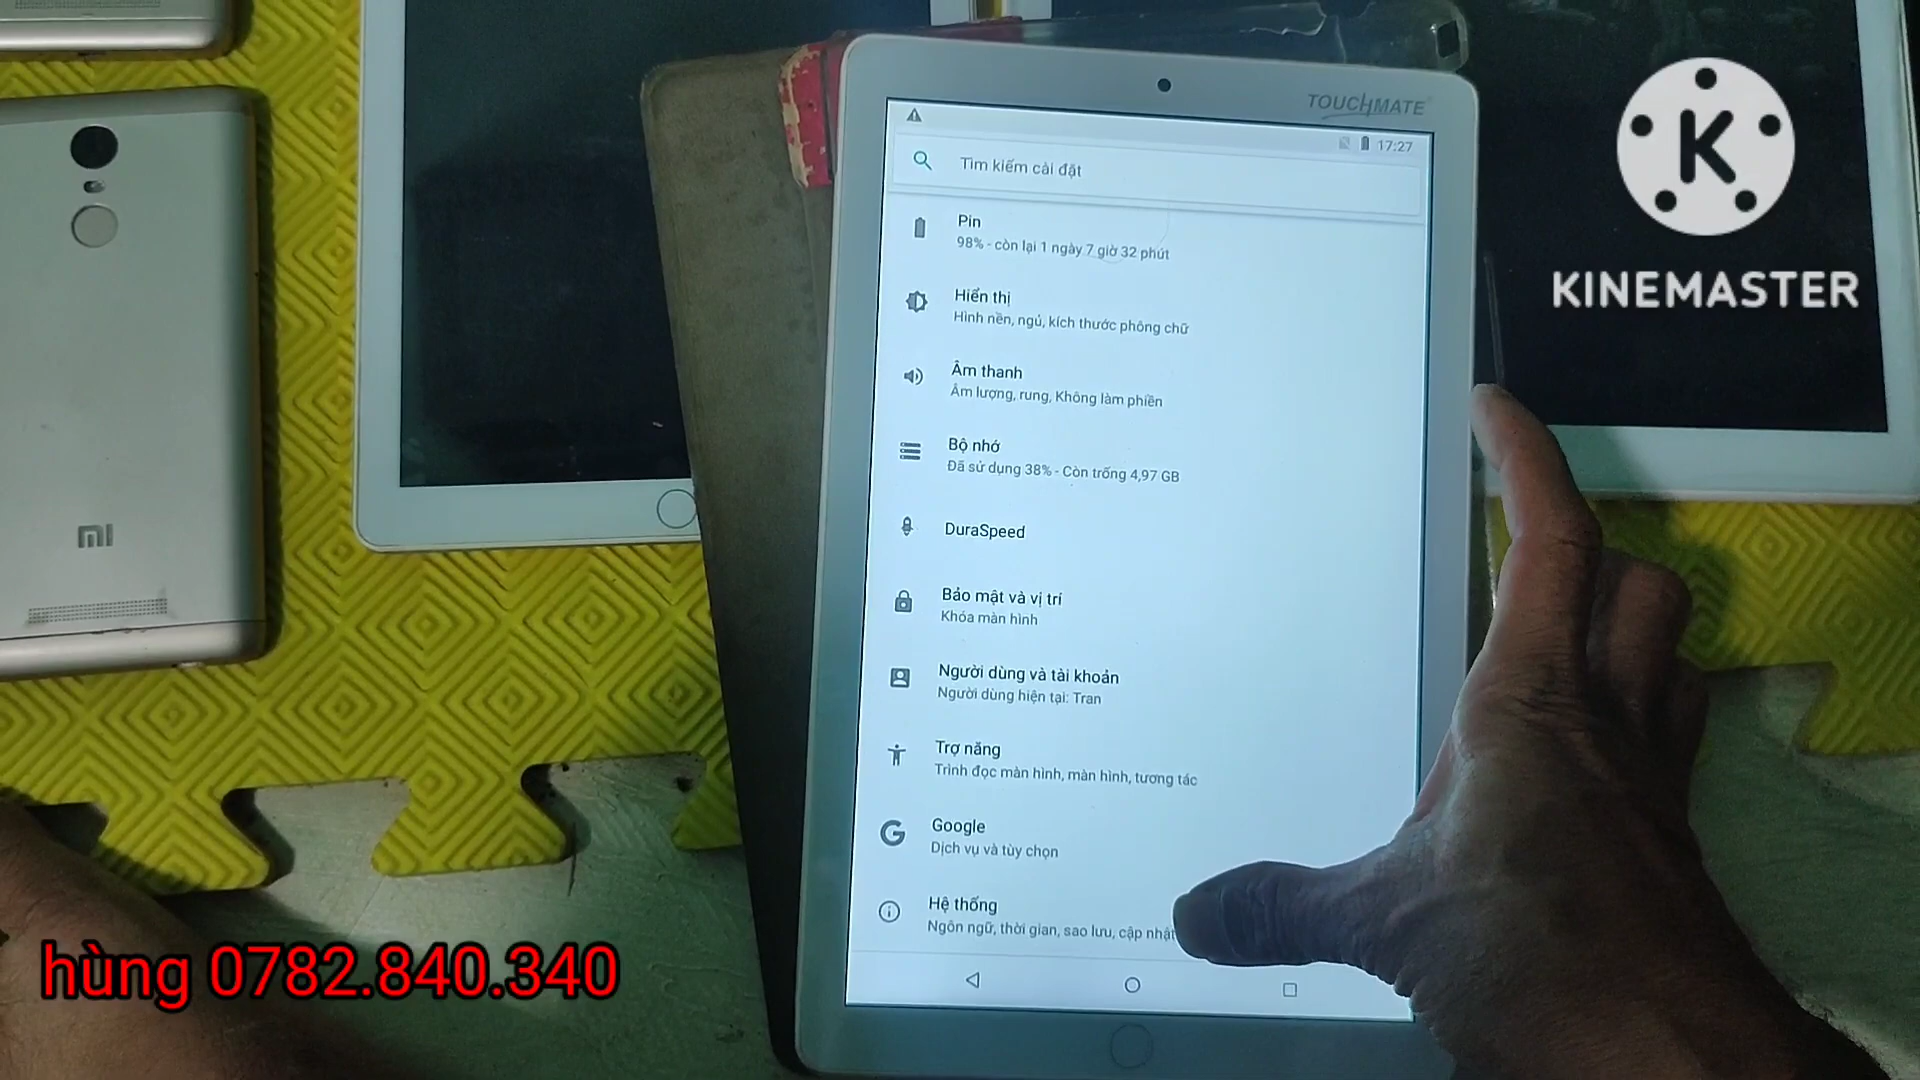 TOUCHMATE
17:27
Tìm kiếm cài đặt
Pin
98% - còn lại 1 ngày 7 giờ 32 phút
Hiển thị
Hình nền, ngủ, kích thước phông chữ
Âm thanh
Âm lượng, rung, Không làm phiền
Bộ nhớ
Đã sử dụng 38% - Còn trống 4,97 GB
DuraSpeed
Bảo mật và vị trí
Khóa màn hình
Người dùng và tài khoản
Người dùng hiện tại: Tran
Trợ năng
Trình đọc màn hình, màn hình, tương tác
Google
Dịch vụ và tùy chọn
Hệ thống
Ngôn ngữ, thời gian, sao lưu, cập nhật
K
KINEMASTER
mi
hùng 0782.840.340